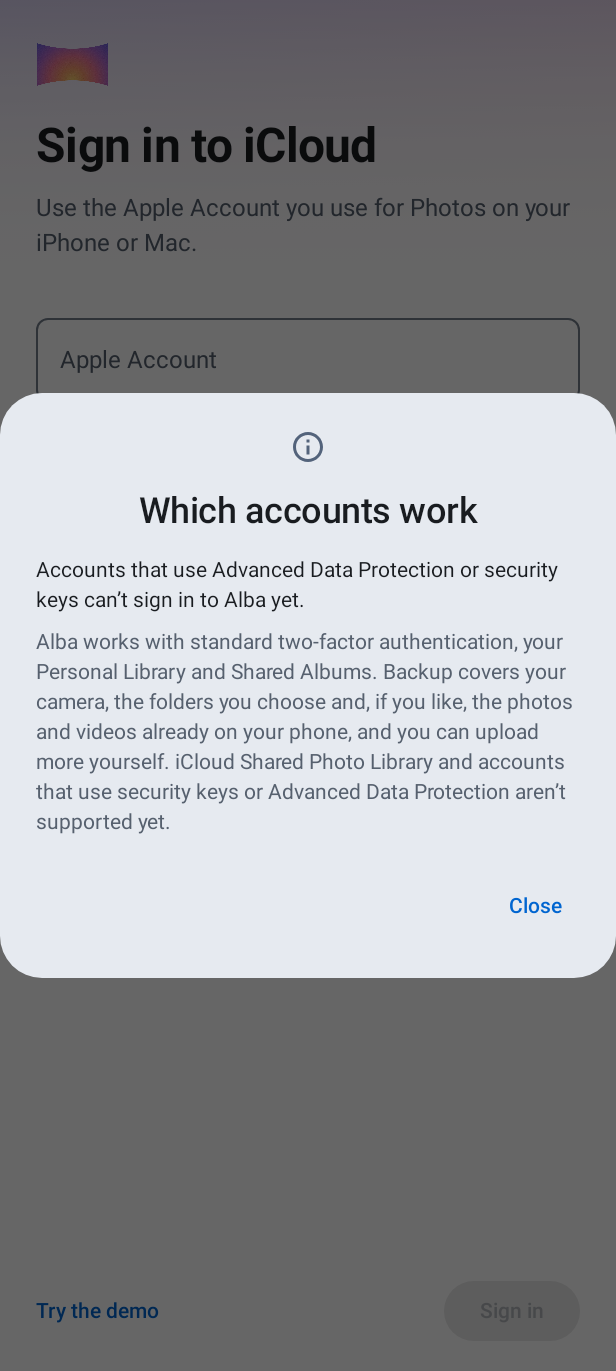 Sign in to iCloud
Use the Apple Account you use for Photos on your
iPhone or Mac.
Apple Account
Which accounts work
Accounts that use Advanced Data Protection or security
keys can’t sign in to Alba yet.
Alba works with standard two-factor authentication, your
Personal Library and Shared Albums. Backup covers your
camera, the folders you choose and, if you like, the photos
and videos already on your phone, and you can upload
more yourself. iCloud Shared Photo Library and accounts
that use security keys or Advanced Data Protection aren’t
supported yet.
Close
Try the demo
Sign in